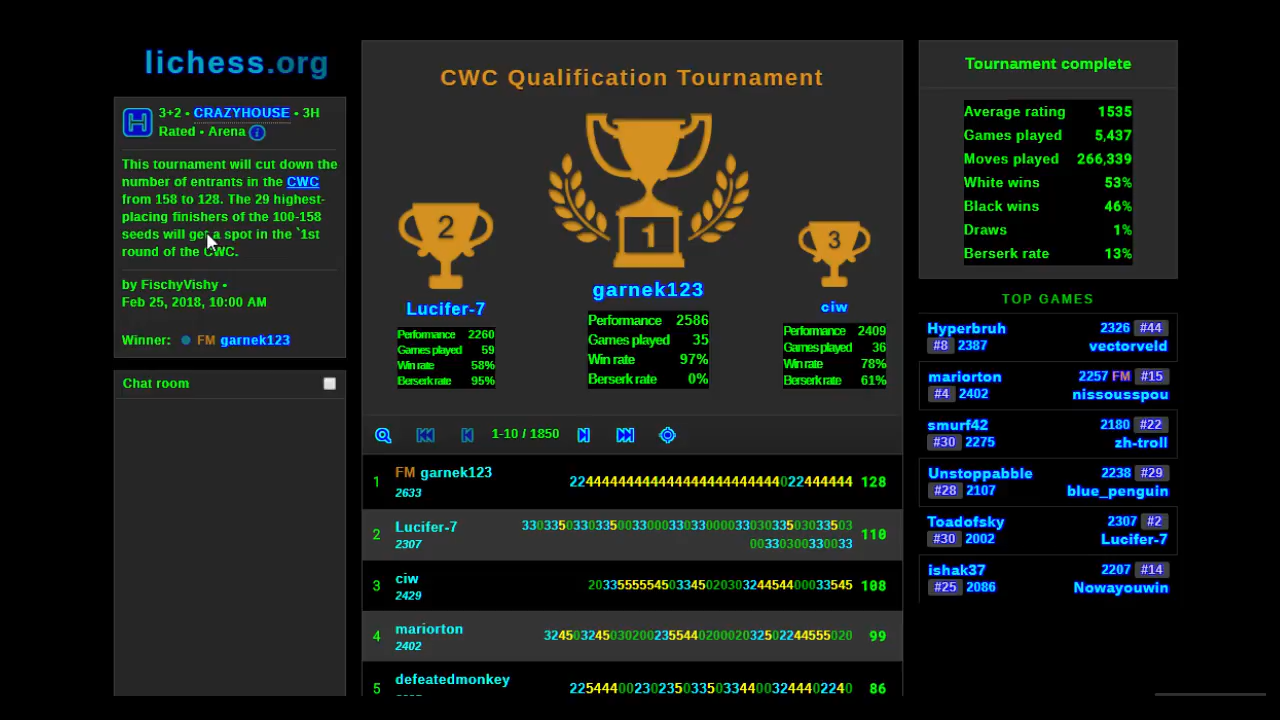 lichess.org
3+2 • CRAZYHOUSE • 3H
Rated • Arena i
This tournament will cut down the
number of entrants in the CWC
from 158 to 128. The 29 highest-
placing finishers of the 100-158
seeds will get a spot in the `1st
round of the CWC.
by FischyVishy •
Feb 25, 2018, 10:00 AM
Winner: FM garnek123
Chat room
CWC Qualification Tournament
2
Lucifer-7
Performance 2260
Games played 59
Win rate 58%
Berserk rate 95%
1
garnek123
Performance 2586
Games played 35
Win rate 97%
Berserk rate 0%
3
ciw
Performance 2409
Games played 36
Win rate 78%
Berserk rate 61%
1-10 / 1850
1 FM garnek123 128
2633
2 Lucifer-7 110
2307
3 ciw 108
2429
4 mariorton 99
2402
5 defeatedmonkey 86
Tournament complete
Average rating 1535
Games played 5,437
Moves played 266,339
White wins 53%
Black wins 46%
Draws 1%
Berserk rate 13%
TOP GAMES
Hyperbruh 2326 #44
#8 2387 vectorveld
mariorton 2257 FM #15
#4 2402 nissousspou
smurf42 2180 #22
#30 2275 zh-troll
Unstoppabble 2238 #29
#28 2107 blue_penguin
Toadofsky 2307 #2
#30 2002 Lucifer-7
ishak37 2207 #14
#25 2086 Nowayouwin